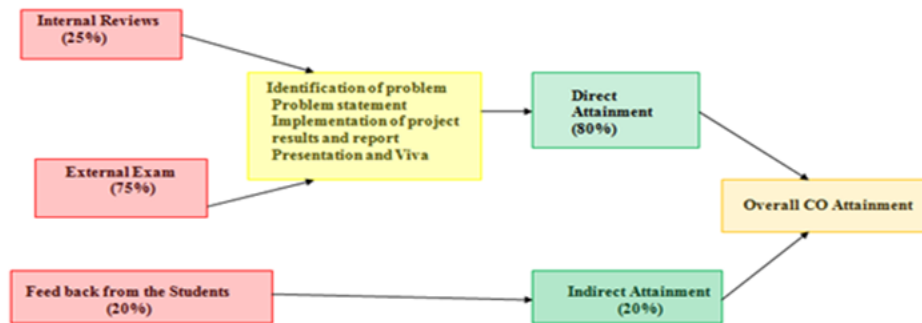 Internal Reviews
(25%)
Identification of problem
Problem statement
Implementation of project
results and report
Presentation and Viva
External Exam
(75%)
Direct
Attainment
(80%)
Overall CO Attainment
Feed back from the Students
(20%)
Indirect Attainment
(20%)